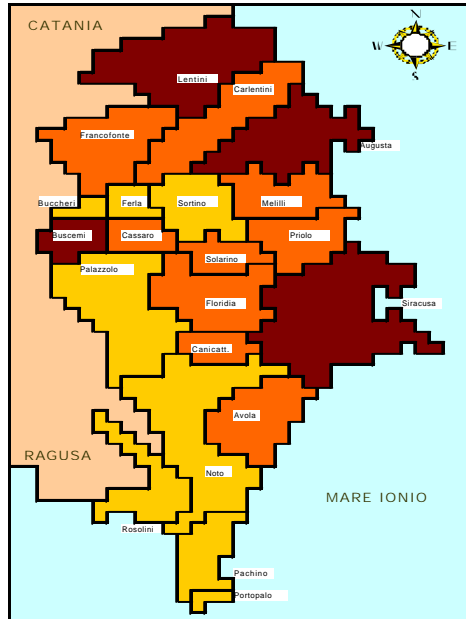 N
CATANIA
W E
S
Lentini
Carlentini
Francofonte
Augusta
Buccheri Ferla Sortino Melilli
Buscemi Cassaro Priolo
Solarino
Palazzolo
Floridia Siracusa
Canicatt.
Avola
RAGUSA
Noto
MARE IONIO
Rosolini
Pachino
Portopalo